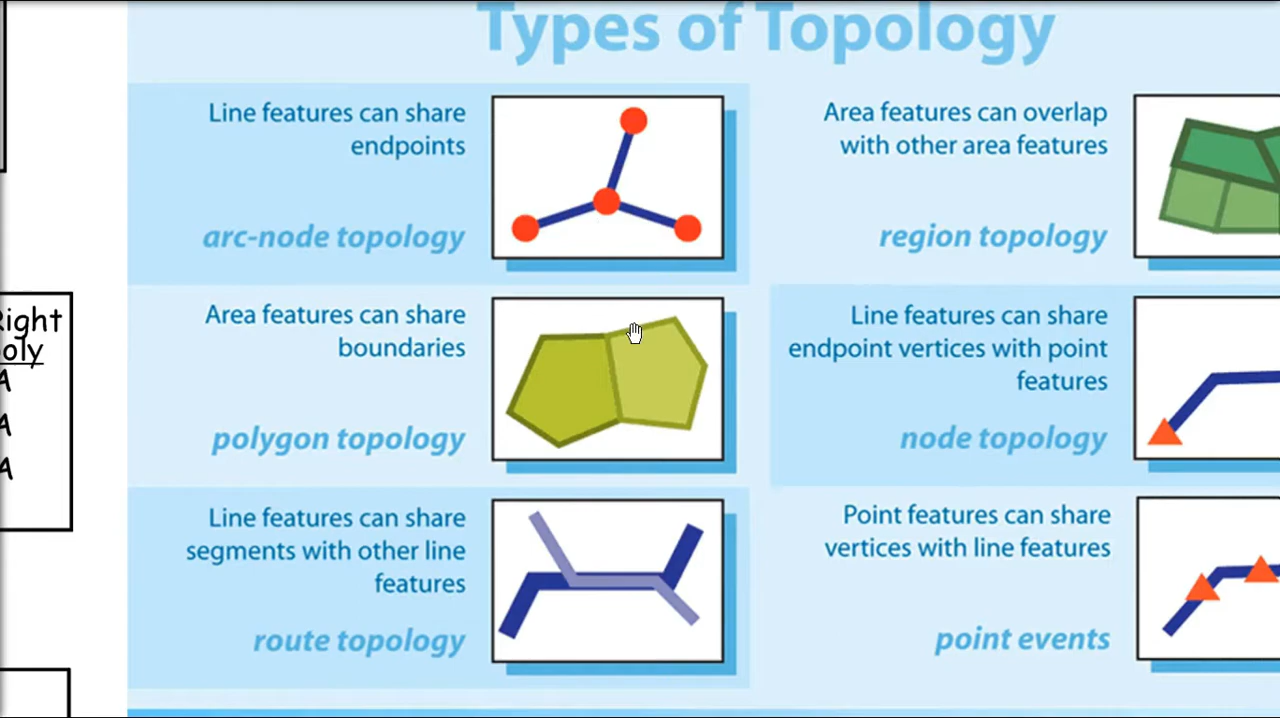 Types of Topology
Line features can share
endpoints
arc-node topology
Area features can overlap
with other area features
region topology
Area features can share
boundaries
polygon topology
Line features can share
endpoint vertices with point
features
node topology
Line features can share
segments with other line
features
route topology
Point features can share
vertices with line features
point events
Right
oly
A
A
A